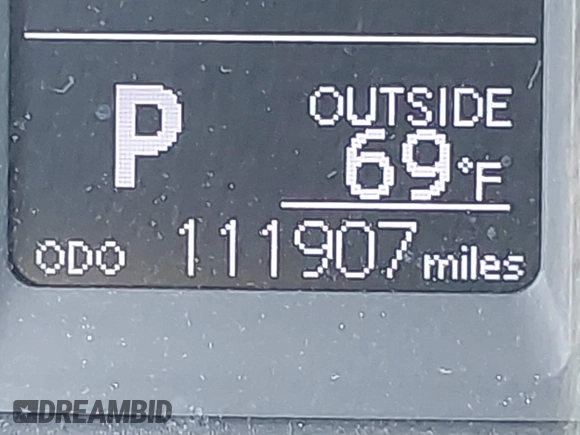 P
OUTSIDE
69°F
ODO 111907 miles
DREAMBID